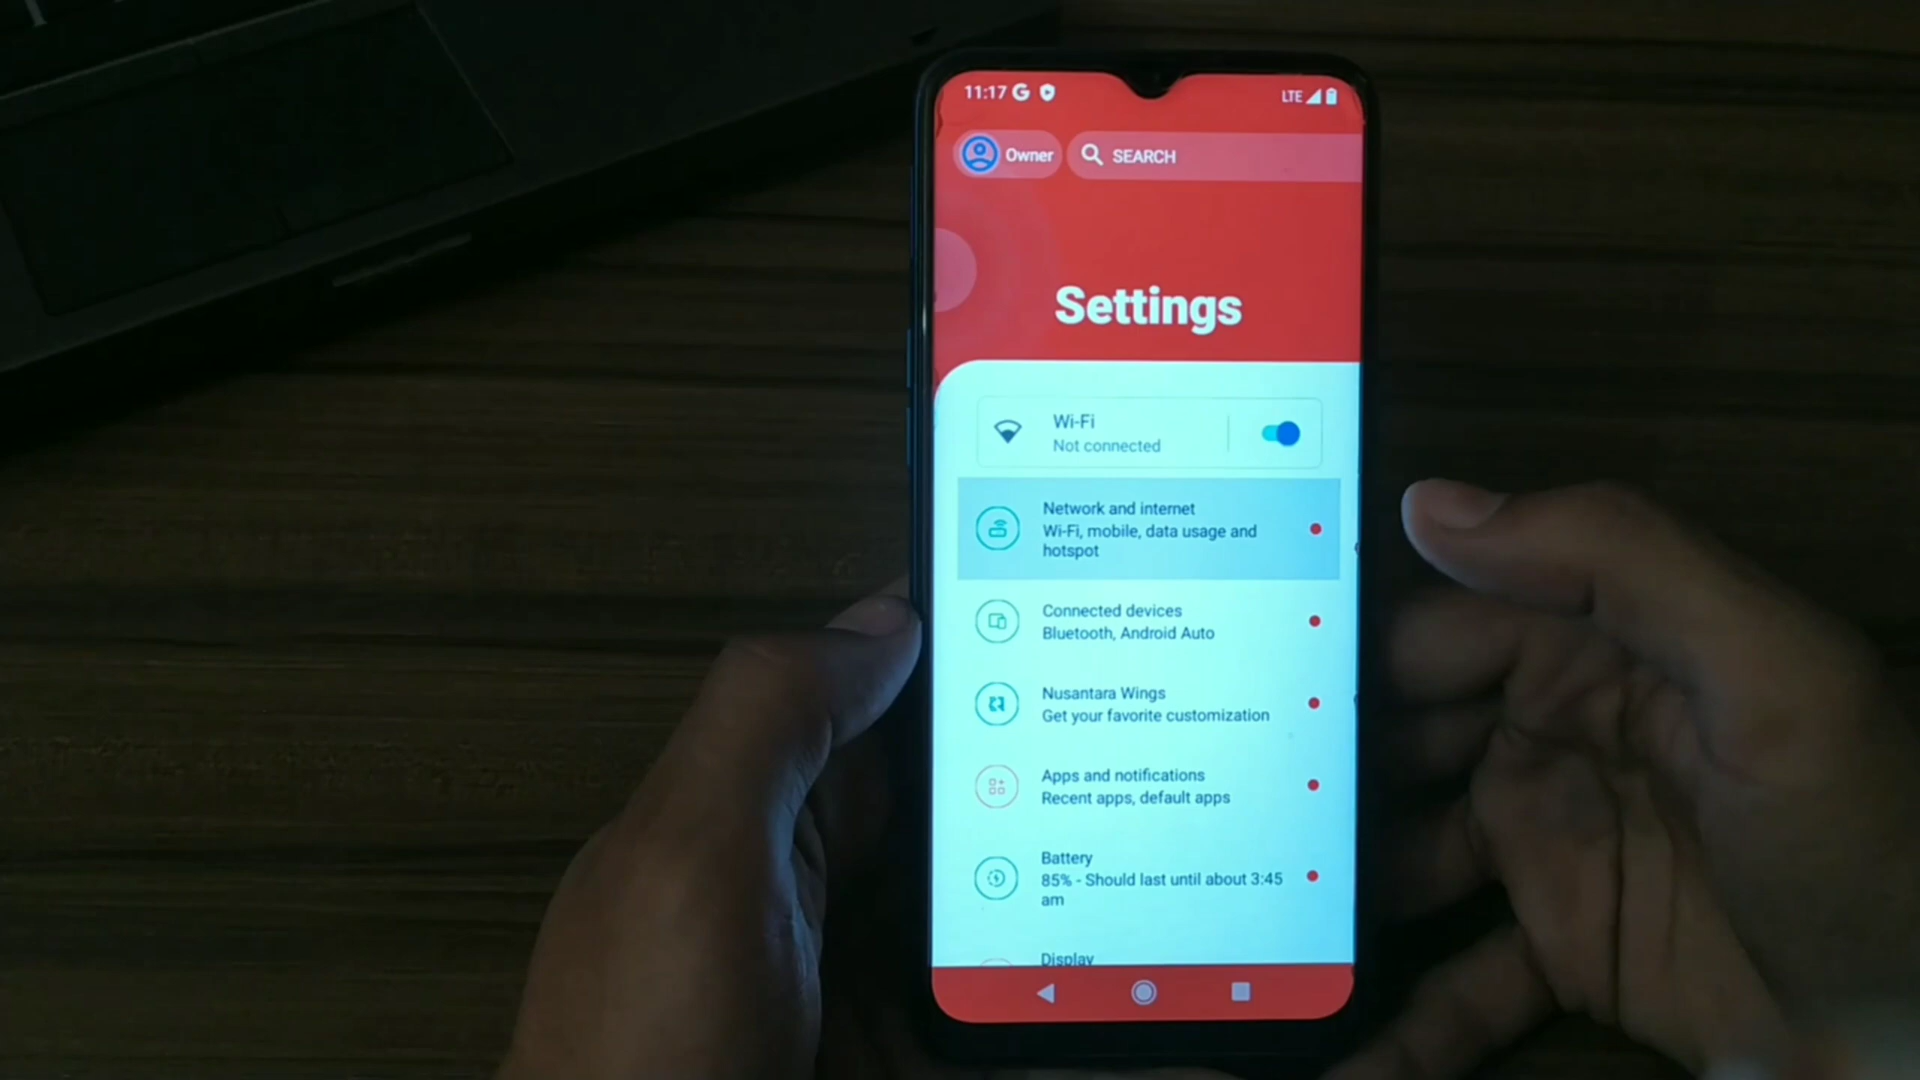 11:17 G
LTE
Owner
SEARCH
Settings
Wi-Fi
Not connected
Network and internet
Wi-Fi, mobile, data usage and
hotspot
Connected devices
Bluetooth, Android Auto
Nusantara Wings
Get your favorite customization
Apps and notifications
Recent apps, default apps
Battery
85% - Should last until about 3:45
am
Display